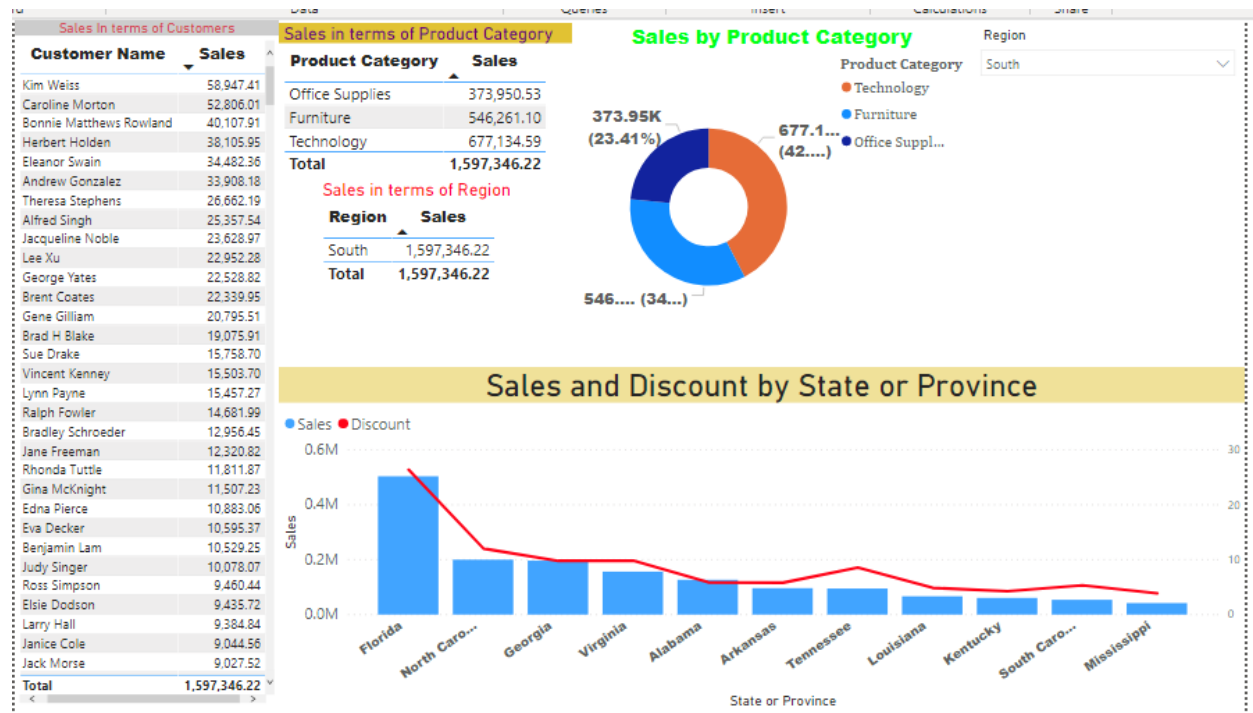 Data Queries Insert Calculations Share
Sales In terms of Customers
Customer Name Sales
Kim Weiss 58,947.41
Caroline Morton 52,806.01
Bonnie Matthews Rowland 40,107.91
Herbert Holden 38,105.95
Eleanor Swain 34,482.36
Andrew Gonzalez 33,908.18
Theresa Stephens 26,662.19
Alfred Singh 25,357.54
Jacqueline Noble 23,628.97
Lee Xu 22,952.28
George Yates 22,528.82
Brent Coates 22,339.95
Gene Gilliam 20,795.51
Brad H Blake 19,075.91
Sue Drake 15,758.70
Vincent Kenney 15,503.70
Lynn Payne 15,457.27
Ralph Fowler 14,681.99
Bradley Schroeder 12,956.45
Jane Freeman 12,320.82
Rhonda Tuttle 11,811.87
Gina McKnight 11,507.23
Edna Pierce 10,883.06
Eva Decker 10,595.37
Benjamin Lam 10,529.25
Judy Singer 10,078.07
Ross Simpson 9,460.44
Elsie Dodson 9,435.72
Larry Hall 9,384.84
Janice Cole 9,044.56
Jack Morse 9,027.52
Total 1,597,346.22
Sales in terms of Product Category
Product Category Sales
Office Supplies 373,950.53
Furniture 546,261.10
Technology 677,134.59
Total 1,597,346.22
Sales in terms of Region
Region Sales
South 1,597,346.22
Total 1,597,346.22
Sales by Product Category
Product Category
Technology
Furniture
Office Suppl...
373.95K
(23.41%)
677.1...
(42....)
546.... (34...)
Region
South
Sales and Discount by State or Province
Sales Discount
0.6M
0.4M
0.2M
0.0M
Sales
30
20
10
0
Florida
North Caro...
Georgia
Virginia
Alabama
Arkansas
Tennessee
Louisiana
Kentucky
South Caro...
Mississippi
State or Province